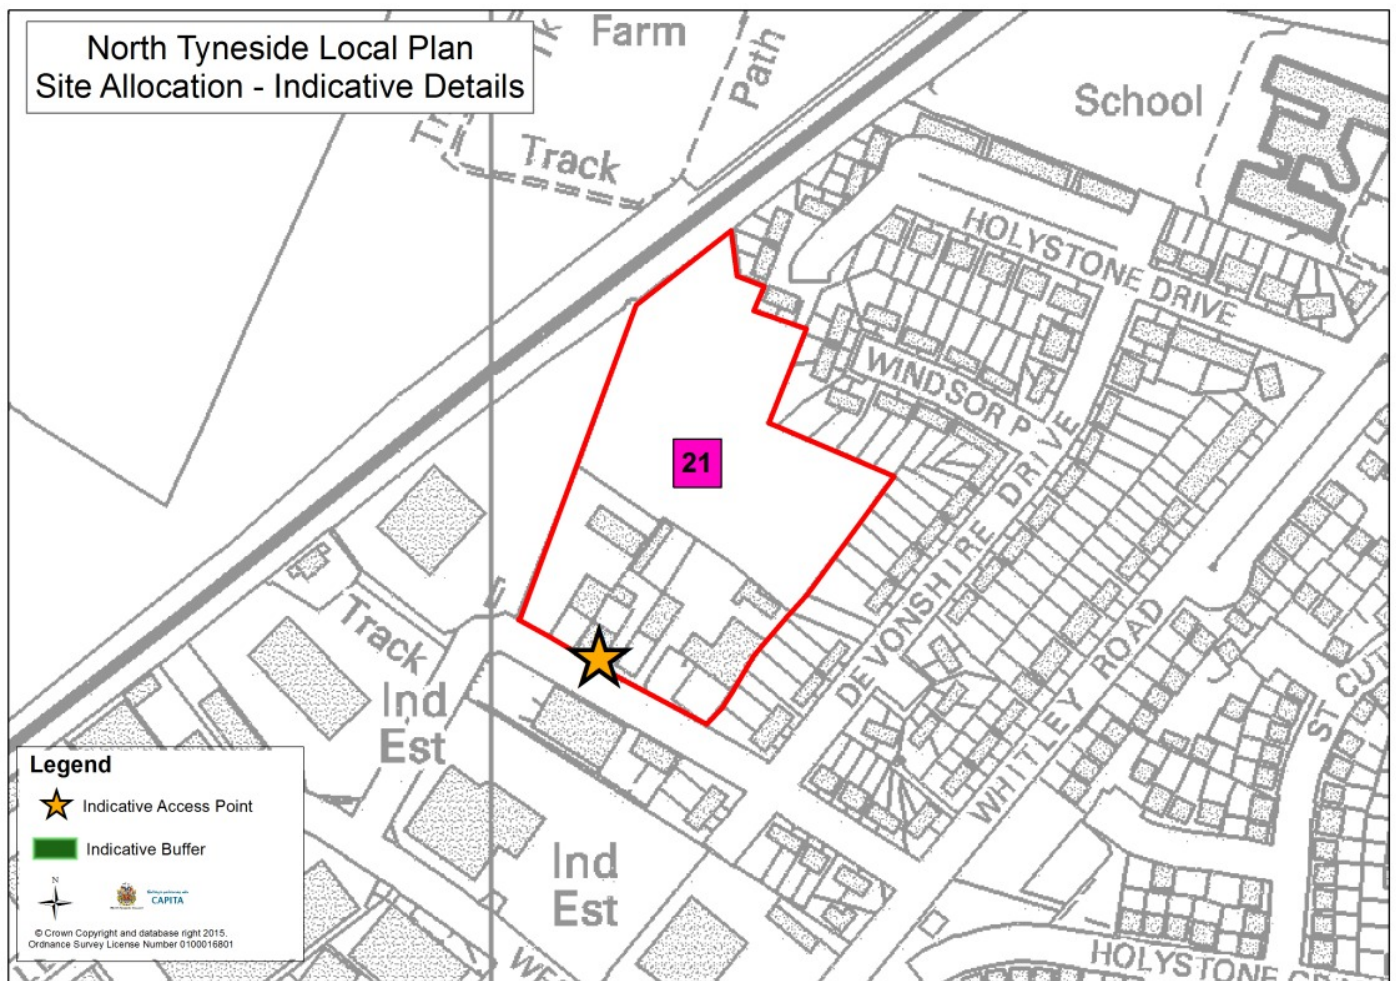 North Tyneside Local Plan
Site Allocation - Indicative Details
Farm
Path
Track
School
HOLYSTONE DRIVE
WINDSOR P
21
DEVONSHIRE DRIVE
WHITLEY ROAD
Track
Ind
Est
Ind
Est
HOLYSTONE
Legend
Indicative Access Point
Indicative Buffer
N
CAPITA
© Crown Copyright and database right 2015.
Ordnance Survey License Number 0100016801